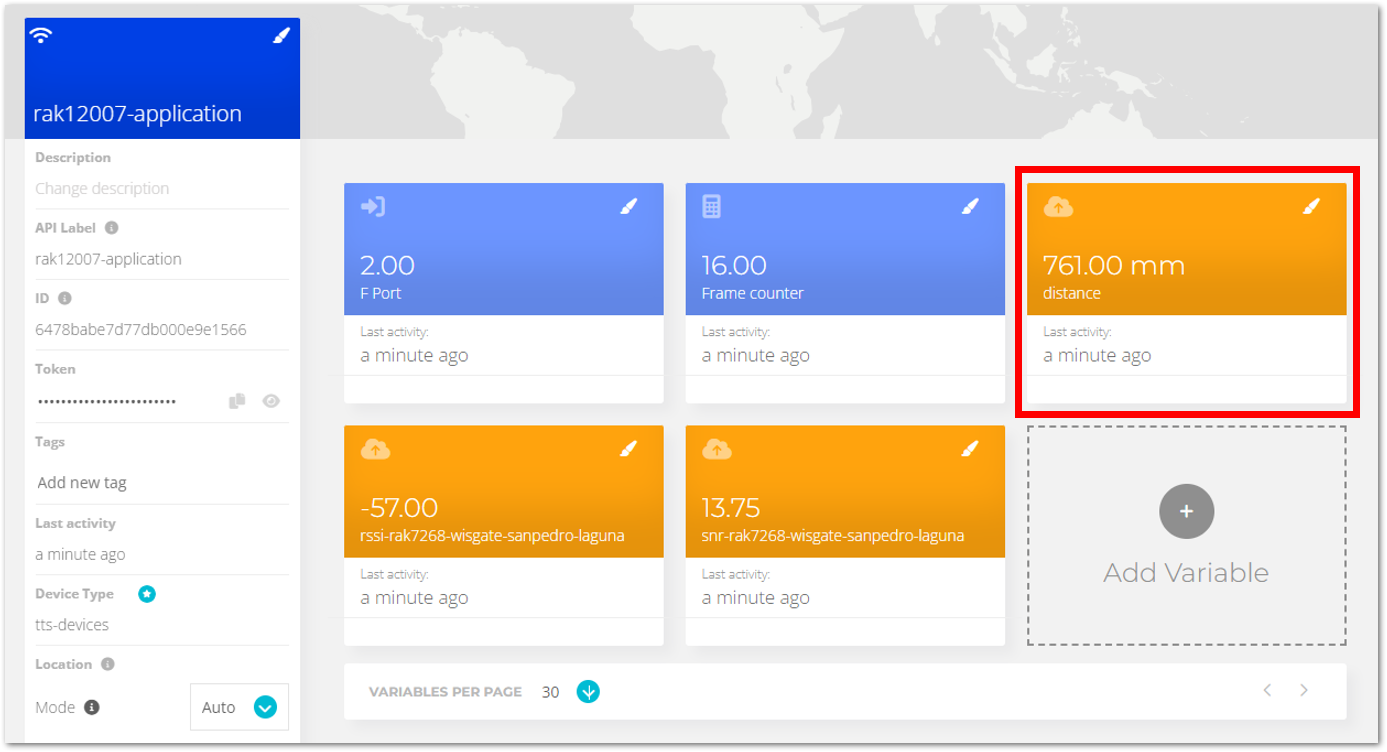 rak12007-application
Description
Change description
API Label
rak12007-application
ID
6478babe7d77db000e9e1566
Token
••••••••••••••••••••••••
Tags
Add new tag
Last activity
a minute ago
Device Type
tts-devices
Location
Mode
Auto
2.00
F Port
Last activity:
a minute ago
16.00
Frame counter
Last activity:
a minute ago
761.00 mm
distance
Last activity:
a minute ago
-57.00
rssi-rak7268-wisgate-sanpedro-laguna
Last activity:
a minute ago
13.75
snr-rak7268-wisgate-sanpedro-laguna
Last activity:
a minute ago
Add Variable
VARIABLES PER PAGE 30